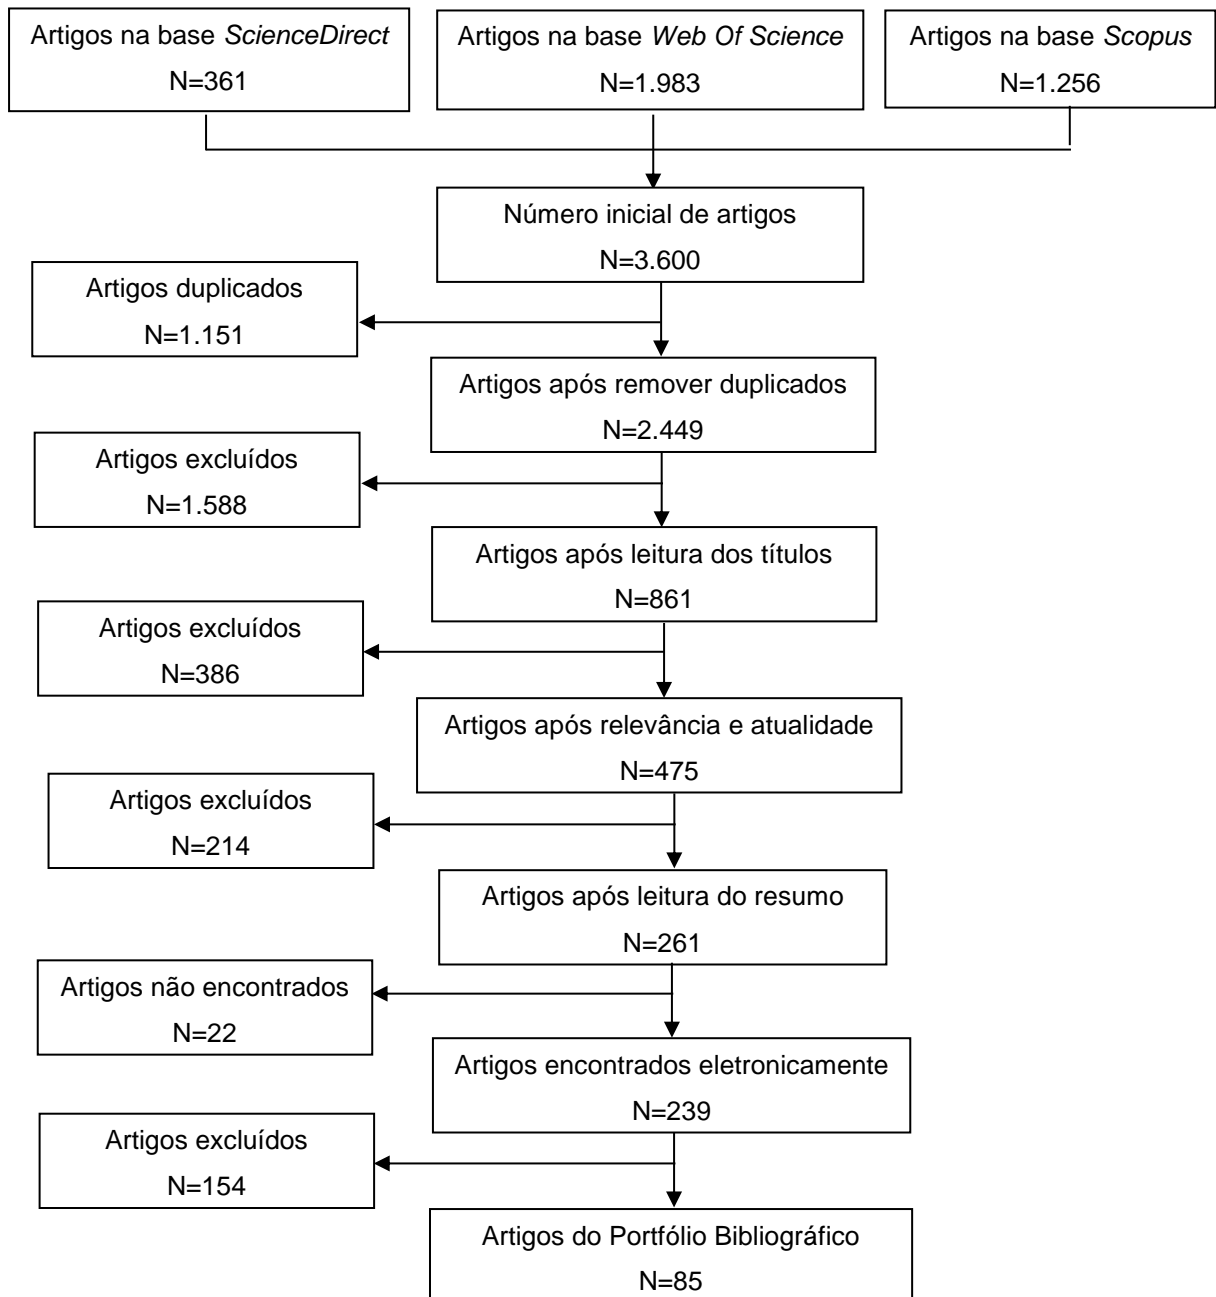 Artigos na base ScienceDirect
N=361
Artigos na base Web Of Science
N=1.983
Artigos na base Scopus
N=1.256
Número inicial de artigos
N=3.600
Artigos duplicados
N=1.151
Artigos após remover duplicados
N=2.449
Artigos excluídos
N=1.588
Artigos após leitura dos títulos
N=861
Artigos excluídos
N=386
Artigos após relevância e atualidade
N=475
Artigos excluídos
N=214
Artigos após leitura do resumo
N=261
Artigos não encontrados
N=22
Artigos encontrados eletronicamente
N=239
Artigos excluídos
N=154
Artigos do Portfólio Bibliográfico
N=85